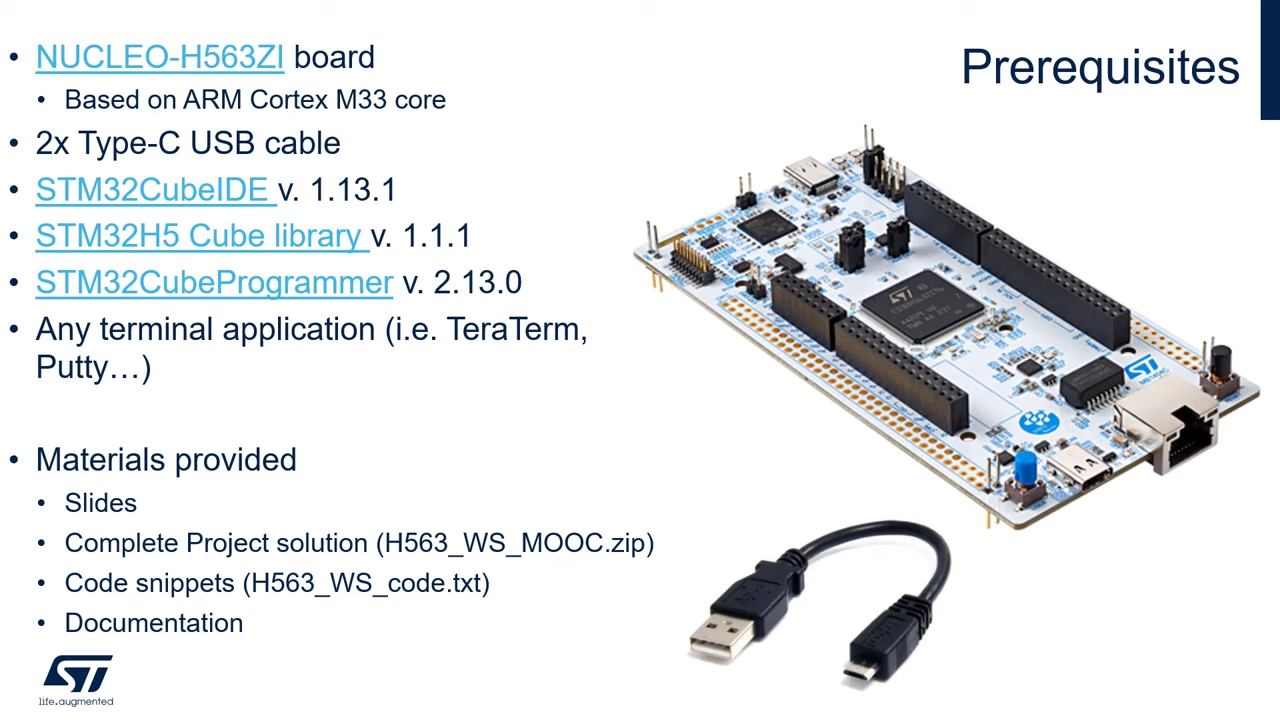 Prerequisites
• NUCLEO-H563ZI board
• Based on ARM Cortex M33 core
• 2x Type-C USB cable
• STM32CubeIDE v. 1.13.1
• STM32H5 Cube library v. 1.1.1
• STM32CubeProgrammer v. 2.13.0
• Any terminal application (i.e. TeraTerm,
Putty…)
• Materials provided
• Slides
• Complete Project solution (H563_WS_MOOC.zip)
• Code snippets (H563_WS_code.txt)
• Documentation
ST
life.augmented